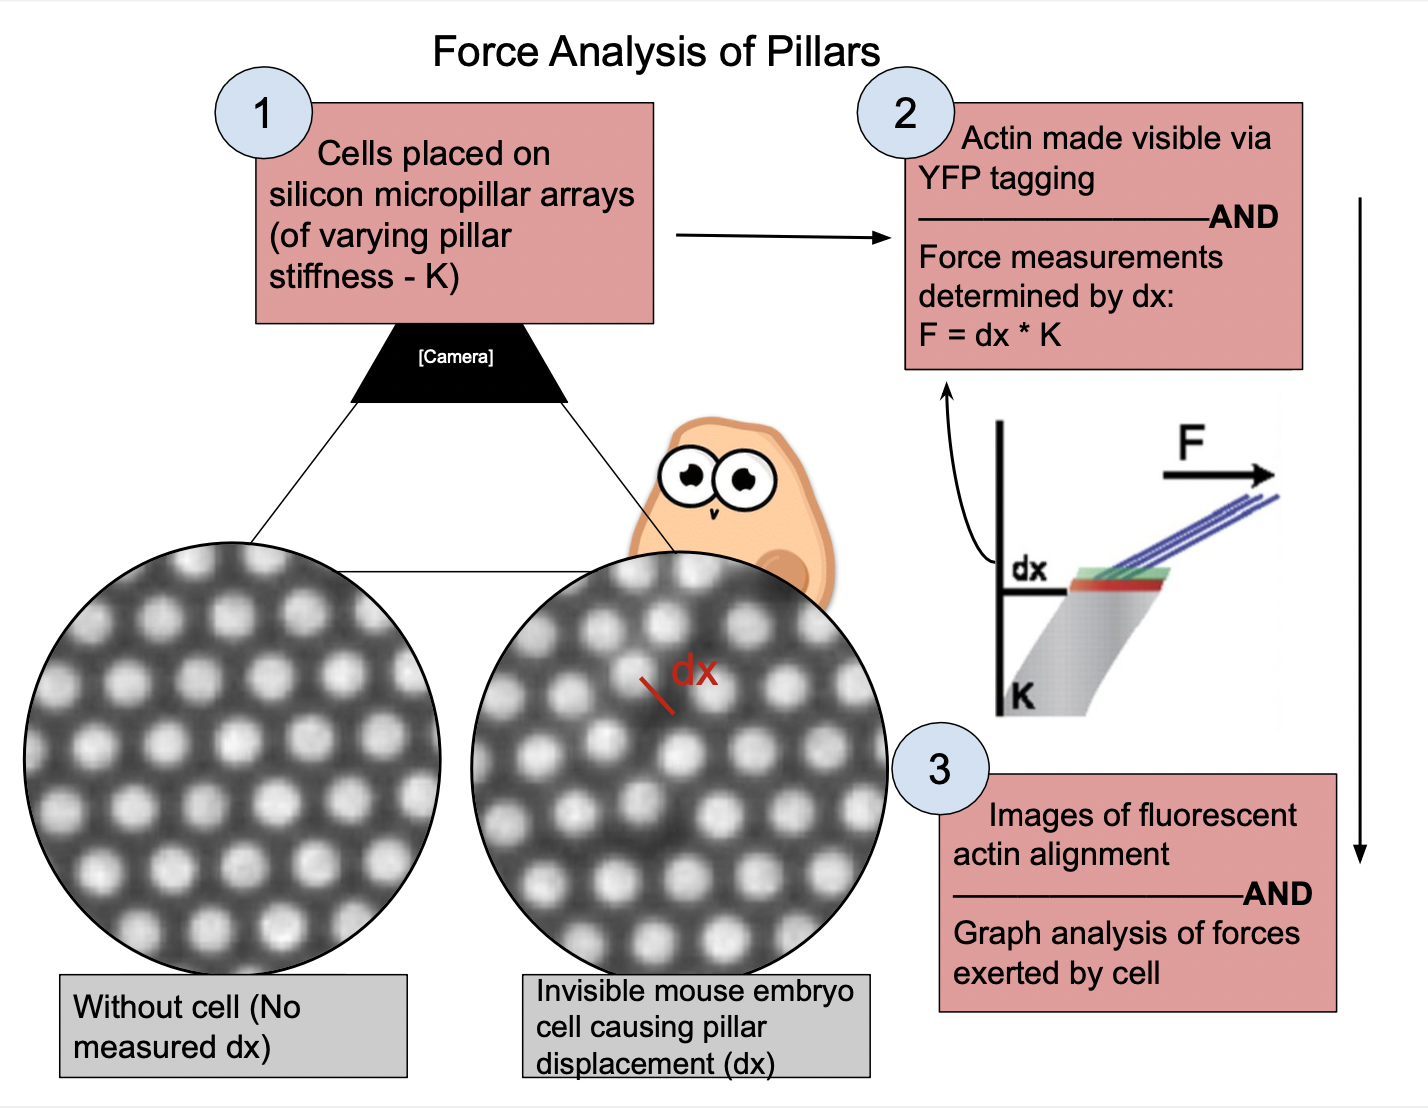 Force Analysis of Pillars
1
Cells placed on
silicon micropillar arrays
(of varying pillar
stiffness - K)
[Camera]
2
Actin made visible via
YFP tagging
AND
Force measurements
determined by dx:
F = dx * K
F
dx
K
dx
Without cell (No
measured dx)
Invisible mouse embryo
cell causing pillar
displacement (dx)
3
Images of fluorescent
actin alignment
AND
Graph analysis of forces
exerted by cell